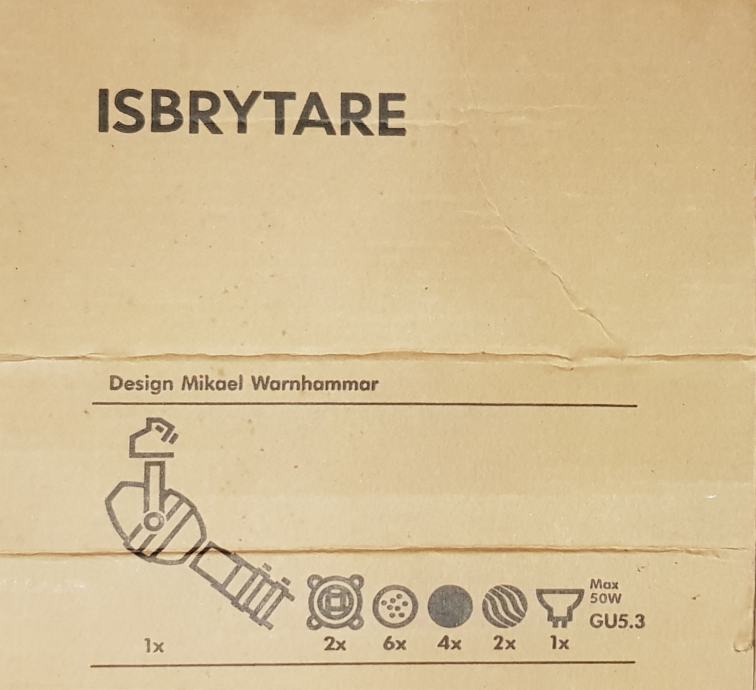 ISBRYTARE
Design Mikael Warnhammar
Max
50W
GU5.3
1x 2x 6x 4x 2x 1x